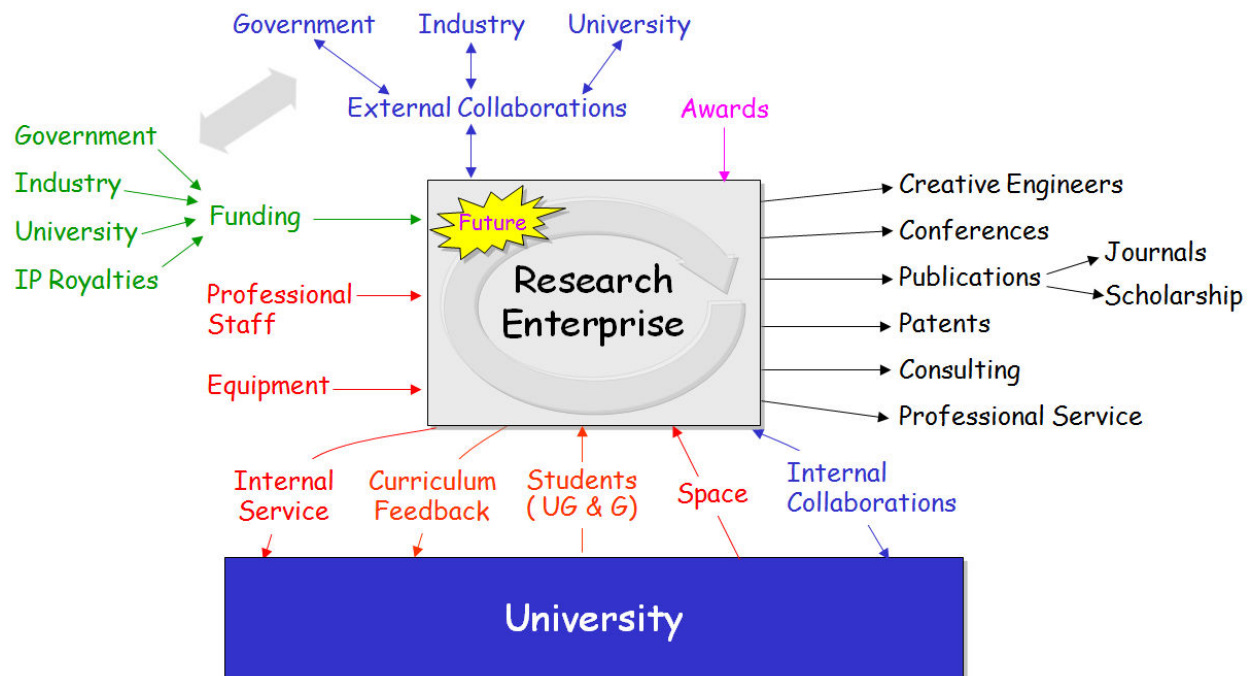 Government
Industry
University
External Collaborations
Awards
Government
Industry
University
IP Royalties
Funding
Future
Research
Enterprise
Professional
Staff
Equipment
Creative Engineers
Conferences
Publications
Journals
Scholarship
Patents
Consulting
Professional Service
Internal
Service
Curriculum
Feedback
Students
( UG & G)
Space
Internal
Collaborations
University